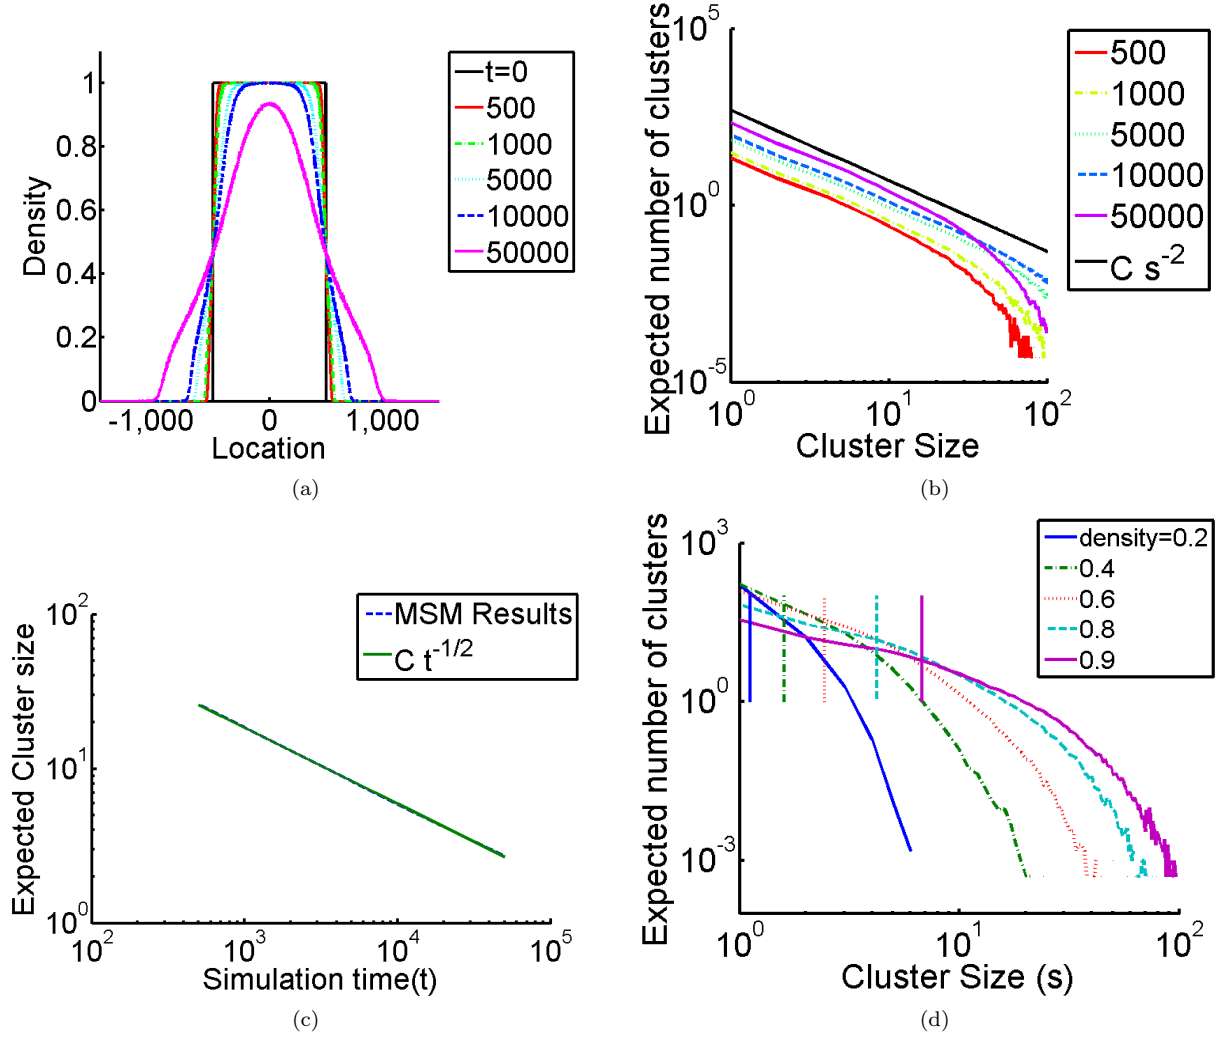 1
0.8
0.6
0.4
0.2
0
Density
-1,000 0 1,000
Location
t=0
500
1000
5000
10000
50000
(a)
10^5
10^0
10^-5
Expected number of clusters
10^0 10^1 10^2
Cluster Size
500
1000
5000
10000
50000
C s^-2
(b)
10^2
10^1
10^0
Expected Cluster size
10^2 10^3 10^4 10^5
Simulation time(t)
MSM Results
C t^-1/2
(c)
10^3
10^0
10^-3
Expected number of clusters
10^0 10^1 10^2
Cluster Size (s)
density=0.2
0.4
0.6
0.8
0.9
(d)